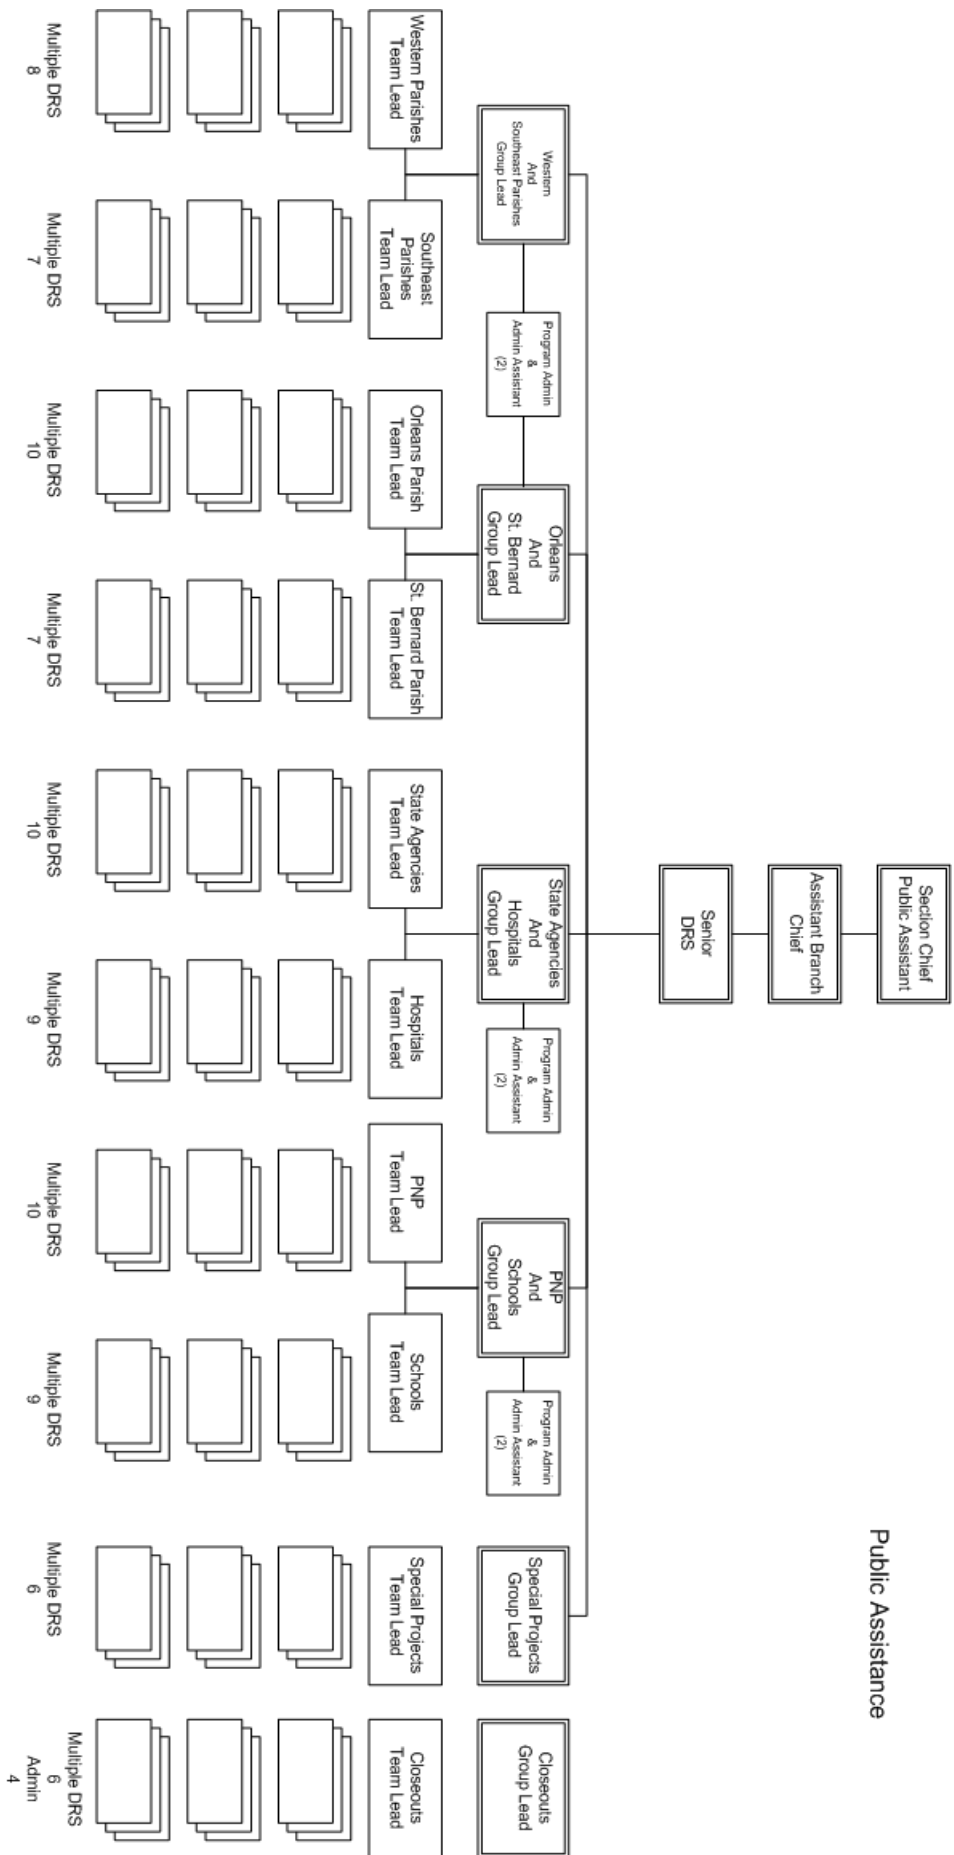 Public Assistance
Section Chief
Public Assistant
Assistant Branch
Chief
Senior
DRS
Western
And
Southeast Parishes
Group Lead
Program Admin
&
Admin Assistant
(2)
Orleans
And
St. Bernard
Group Lead
State Agencies
And
Hospitals
Group Lead
Program Admin
&
Admin Assistant
(2)
PNP
And
Schools
Group Lead
Program Admin
&
Admin Assistant
(2)
Special Projects
Group Lead
Closeouts
Group Lead
Western Parishes
Team Lead
Southeast
Parishes
Team Lead
Orleans Parish
Team Lead
St. Bernard Parish
Team Lead
State Agencies
Team Lead
Hospitals
Team Lead
PNP
Team Lead
Schools
Team Lead
Special Projects
Team Lead
Closeouts
Team Lead
Multiple DRS
8
Multiple DRS
7
Multiple DRS
10
Multiple DRS
7
Multiple DRS
10
Multiple DRS
9
Multiple DRS
10
Multiple DRS
9
Multiple DRS
6
Multiple DRS
6
Admin
4